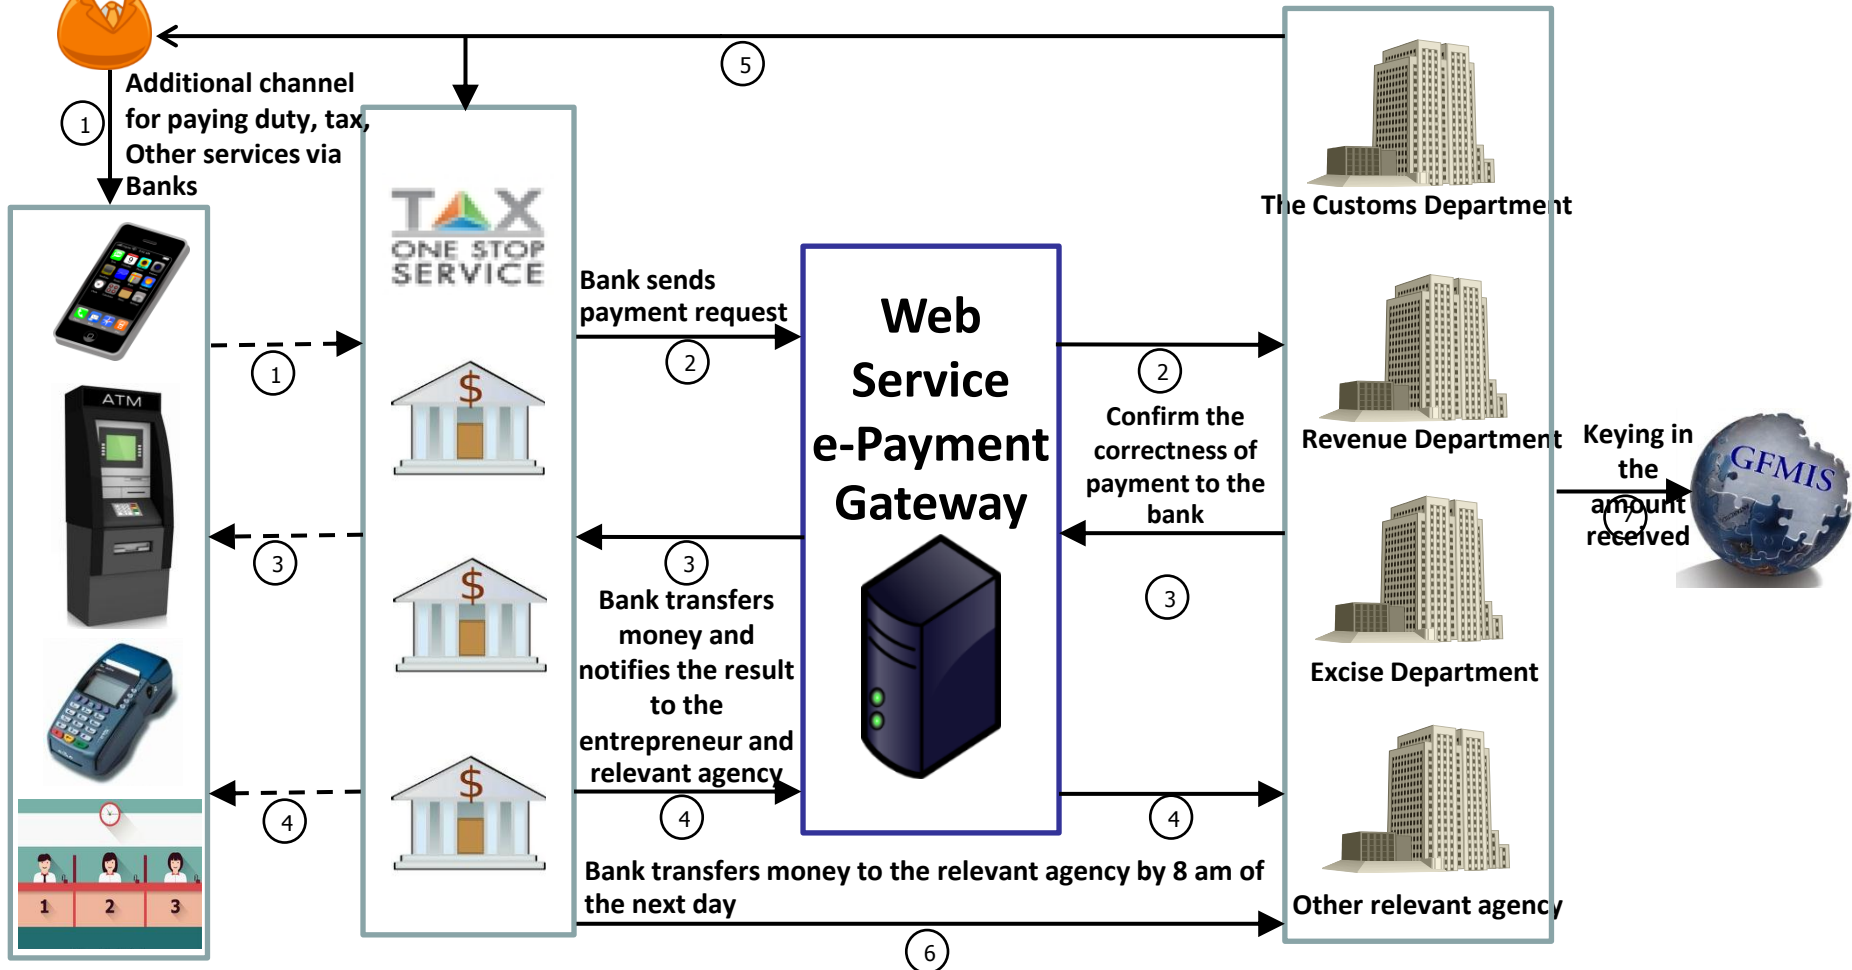 5
Additional channel
for paying duty, tax,
Other services via
Banks
1
The Customs Department
TAX
ONE STOP
SERVICE
Bank sends
payment request
2
1
Web
Service
e-Payment
Gateway
2
Confirm the
correctness of
payment to the
bank
Revenue Department
Keying in
the
amount
received
7
GFMIS
ATM
3
3
3
Bank transfers
money and
notifies the result
to the
entrepreneur and
relevant agency
Excise Department
4
4
4
1 2 3
Bank transfers money to the relevant agency by 8 am of
the next day
Other relevant agency
6